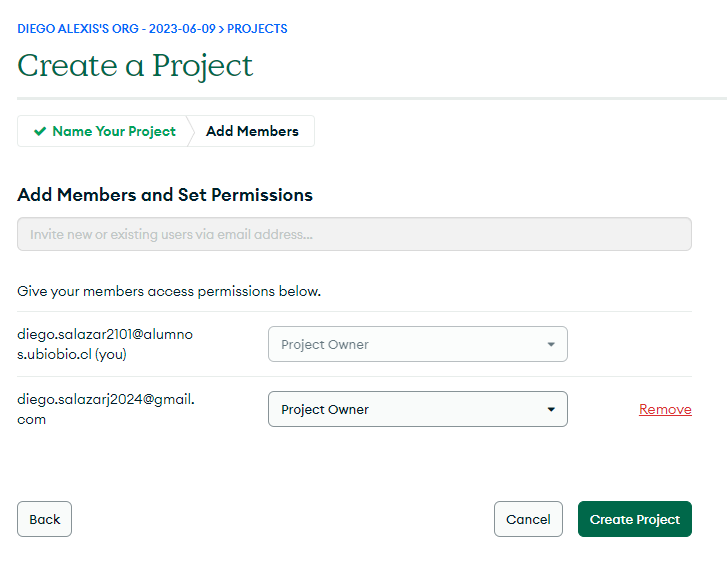 DIEGO ALEXIS'S ORG - 2023-06-09 > PROJECTS
Create a Project
Name Your Project
Add Members
Add Members and Set Permissions
Invite new or existing users via email address...
Give your members access permissions below.
diego.salazar2101@alumno
s.ubiobio.cl (you)
Project Owner
diego.salazarj2024@gmail.
com
Project Owner
Remove
Back
Cancel
Create Project